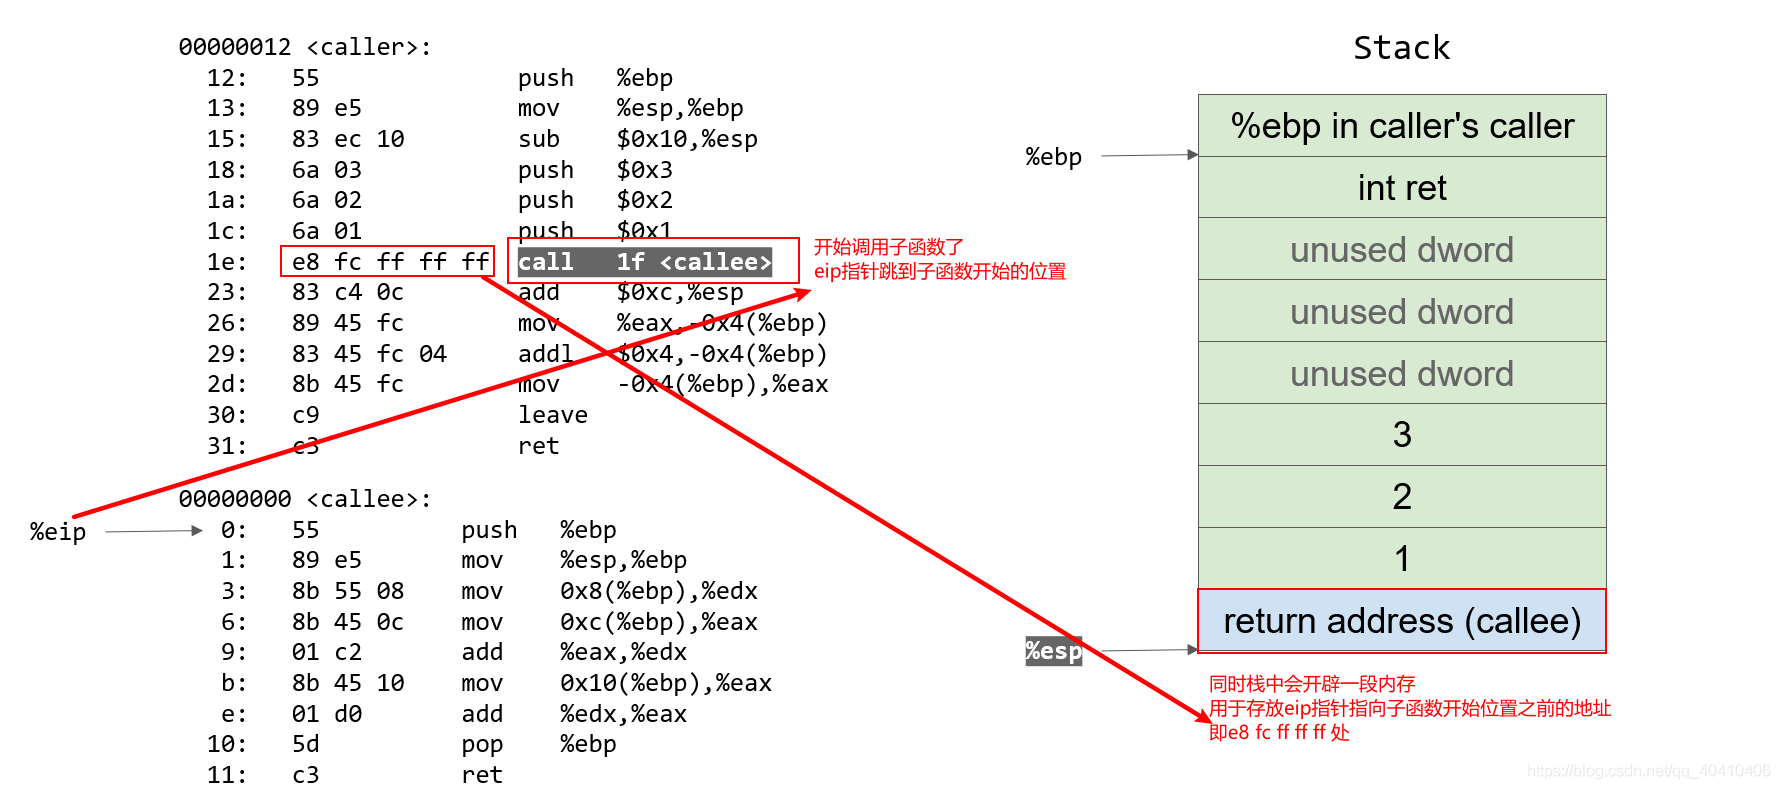 00000012 <caller>:
12: 55 push %ebp
13: 89 e5 mov %esp,%ebp
15: 83 ec 10 sub $0x10,%esp
18: 6a 03 push $0x3
1a: 6a 02 push $0x2
1c: 6a 01 push $0x1
1e: e8 fc ff ff ff call 1f <callee>
23: 83 c4 0c add $0xc,%esp
26: 89 45 fc mov %eax,-0x4(%ebp)
29: 83 45 fc 04 addl $0x4,-0x4(%ebp)
2d: 8b 45 fc mov -0x4(%ebp),%eax
30: c9 leave
31: c3 ret
开始调用子函数了
eip指针跳到子函数开始的位置
00000000 <callee>:
%eip
0: 55 push %ebp
1: 89 e5 mov %esp,%ebp
3: 8b 55 08 mov 0x8(%ebp),%edx
6: 8b 45 0c mov 0xc(%ebp),%eax
9: 01 c2 add %eax,%edx
b: 8b 45 10 mov 0x10(%ebp),%eax
e: 01 d0 add %edx,%eax
10: 5d pop %ebp
11: c3 ret
Stack
%ebp in caller's caller
%ebp
int ret
unused dword
unused dword
unused dword
3
2
1
return address (callee)
%esp
同时栈中会开辟一段内存
用于存放eip指针指向子函数开始位置之前的地址
即e8 fc ff ff ff 处
https://blog.csdn.net/qq_40410406